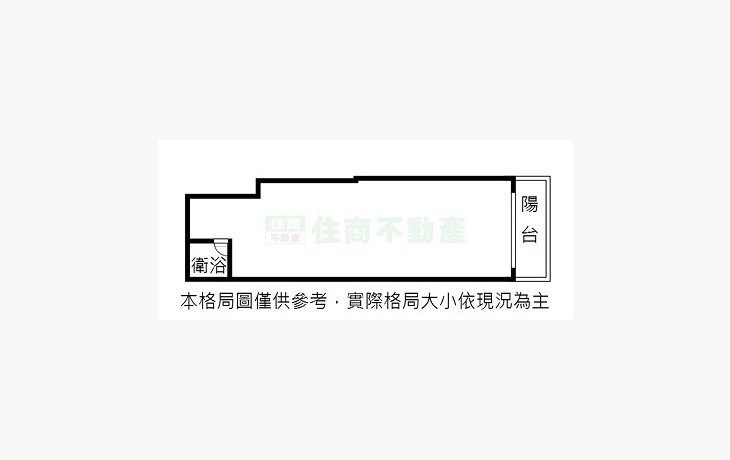 陽
台
住商
不動產
住商不動產
衛浴
本格局圖僅供參考，實際格局大小依現況為主